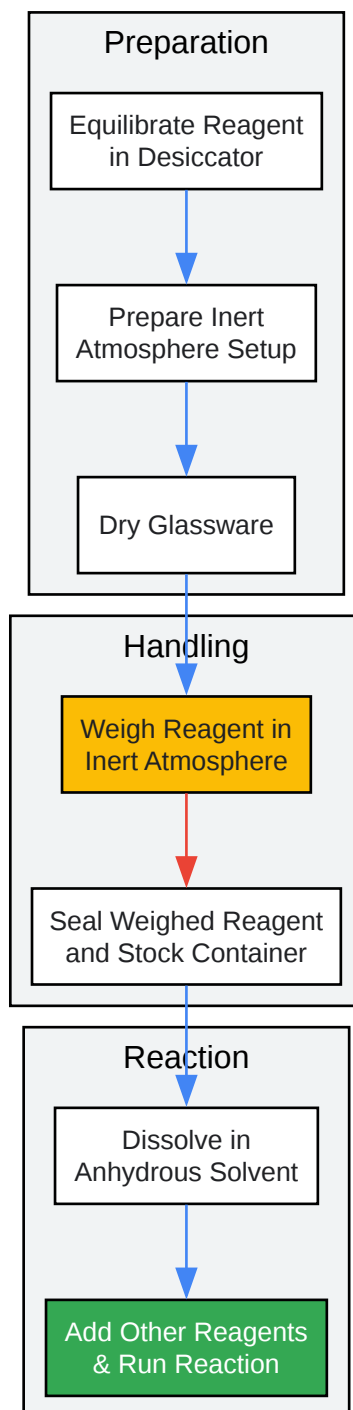 Preparation
Equilibrate Reagent
in Desiccator
Prepare Inert
Atmosphere Setup
Dry Glassware
Handling
Weigh Reagent in
Inert Atmosphere
Seal Weighed Reagent
and Stock Container
Reaction
Dissolve in
Anhydrous Solvent
Add Other Reagents
& Run Reaction